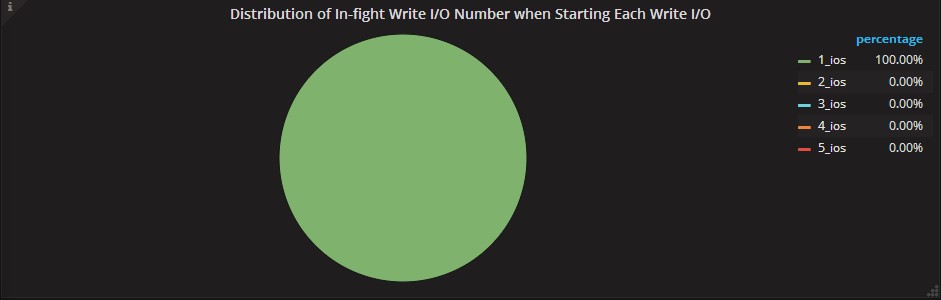 i
Distribution of In-fight Write I/O Number when Starting Each Write I/O
percentage
1_ios 100.00%
2_ios 0.00%
3_ios 0.00%
4_ios 0.00%
5_ios 0.00%